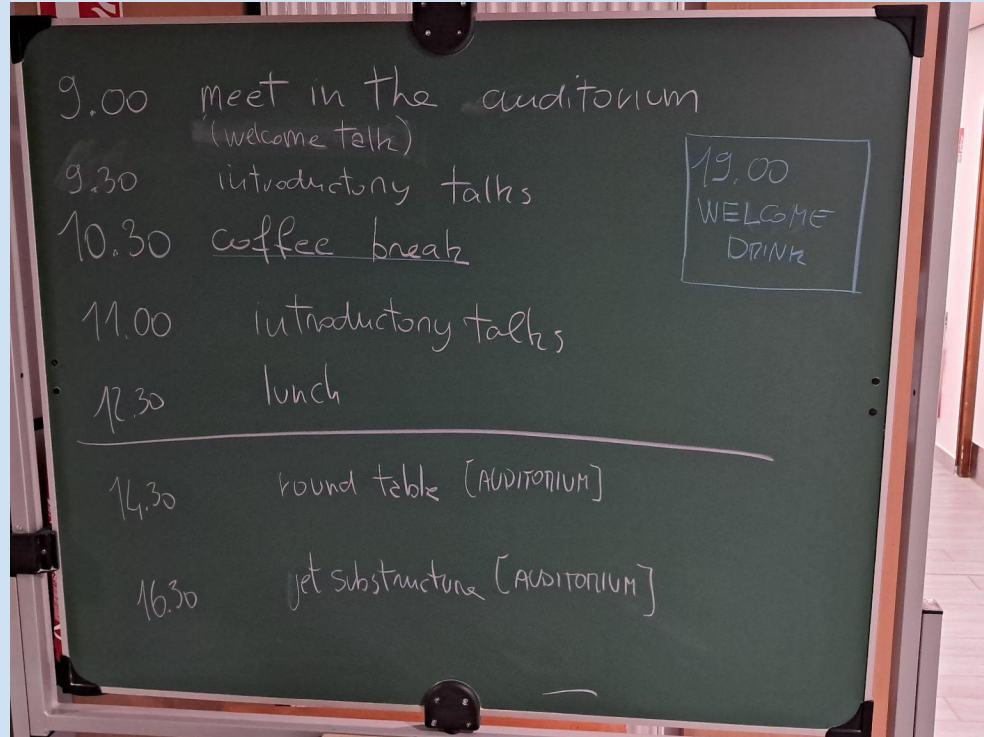 9.00 meet in the auditorium
(welcome talk)
9.30 introductory talks
10.30 coffee break
11.00 introductory talks
12.30 lunch
14.30 round table [AUDITORIUM]
16.30 jet substructure [AUDITORIUM]
19.00
WELCOME
DRINK